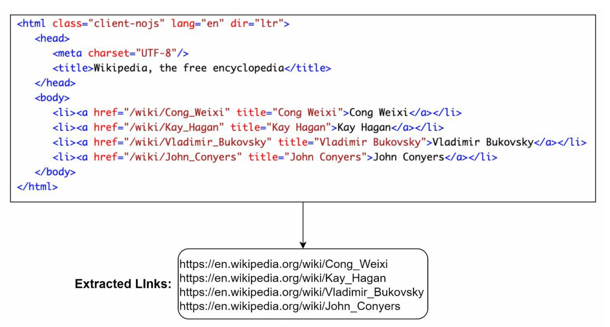 <html class="client-nojs" lang="en" dir="ltr">
<head>
<meta charset="UTF-8"/>
<title>Wikipedia, the free encyclopedia</title>
</head>
<body>
<li><a href="/wiki/Cong_Weixi" title="Cong Weixi">Cong Weixi</a></li>
<li><a href="/wiki/Kay_Hagan" title="Kay Hagan">Kay Hagan</a></li>
<li><a href="/wiki/Vladimir_Bukovsky" title="Vladimir Bukovsky">Vladimir Bukovsky</a></li>
<li><a href="/wiki/John_Conyers" title="John Conyers">John Conyers</a></li>
</body>
</html>
Extracted LInks:
https://en.wikipedia.org/wiki/Cong_Weixi
https://en.wikipedia.org/wiki/Kay_Hagan
https://en.wikipedia.org/wiki/Vladimir_Bukovsky
https://en.wikipedia.org/wiki/John_Conyers